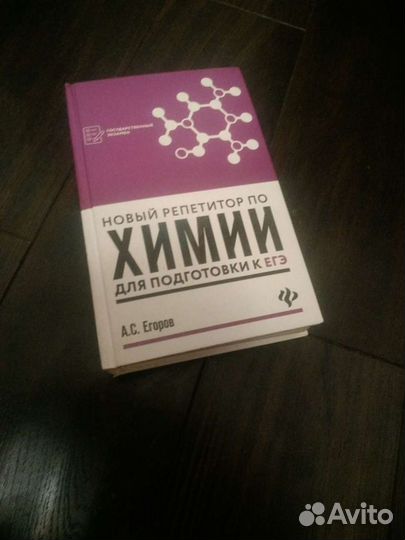 ГОСУДАРСТВЕННЫЙ
ЭКЗАМЕН
НОВЫЙ РЕПЕТИТОР ПО
ХИМИИ
ДЛЯ ПОДГОТОВКИ К ЕГЭ
А.С. Егоров
Avito